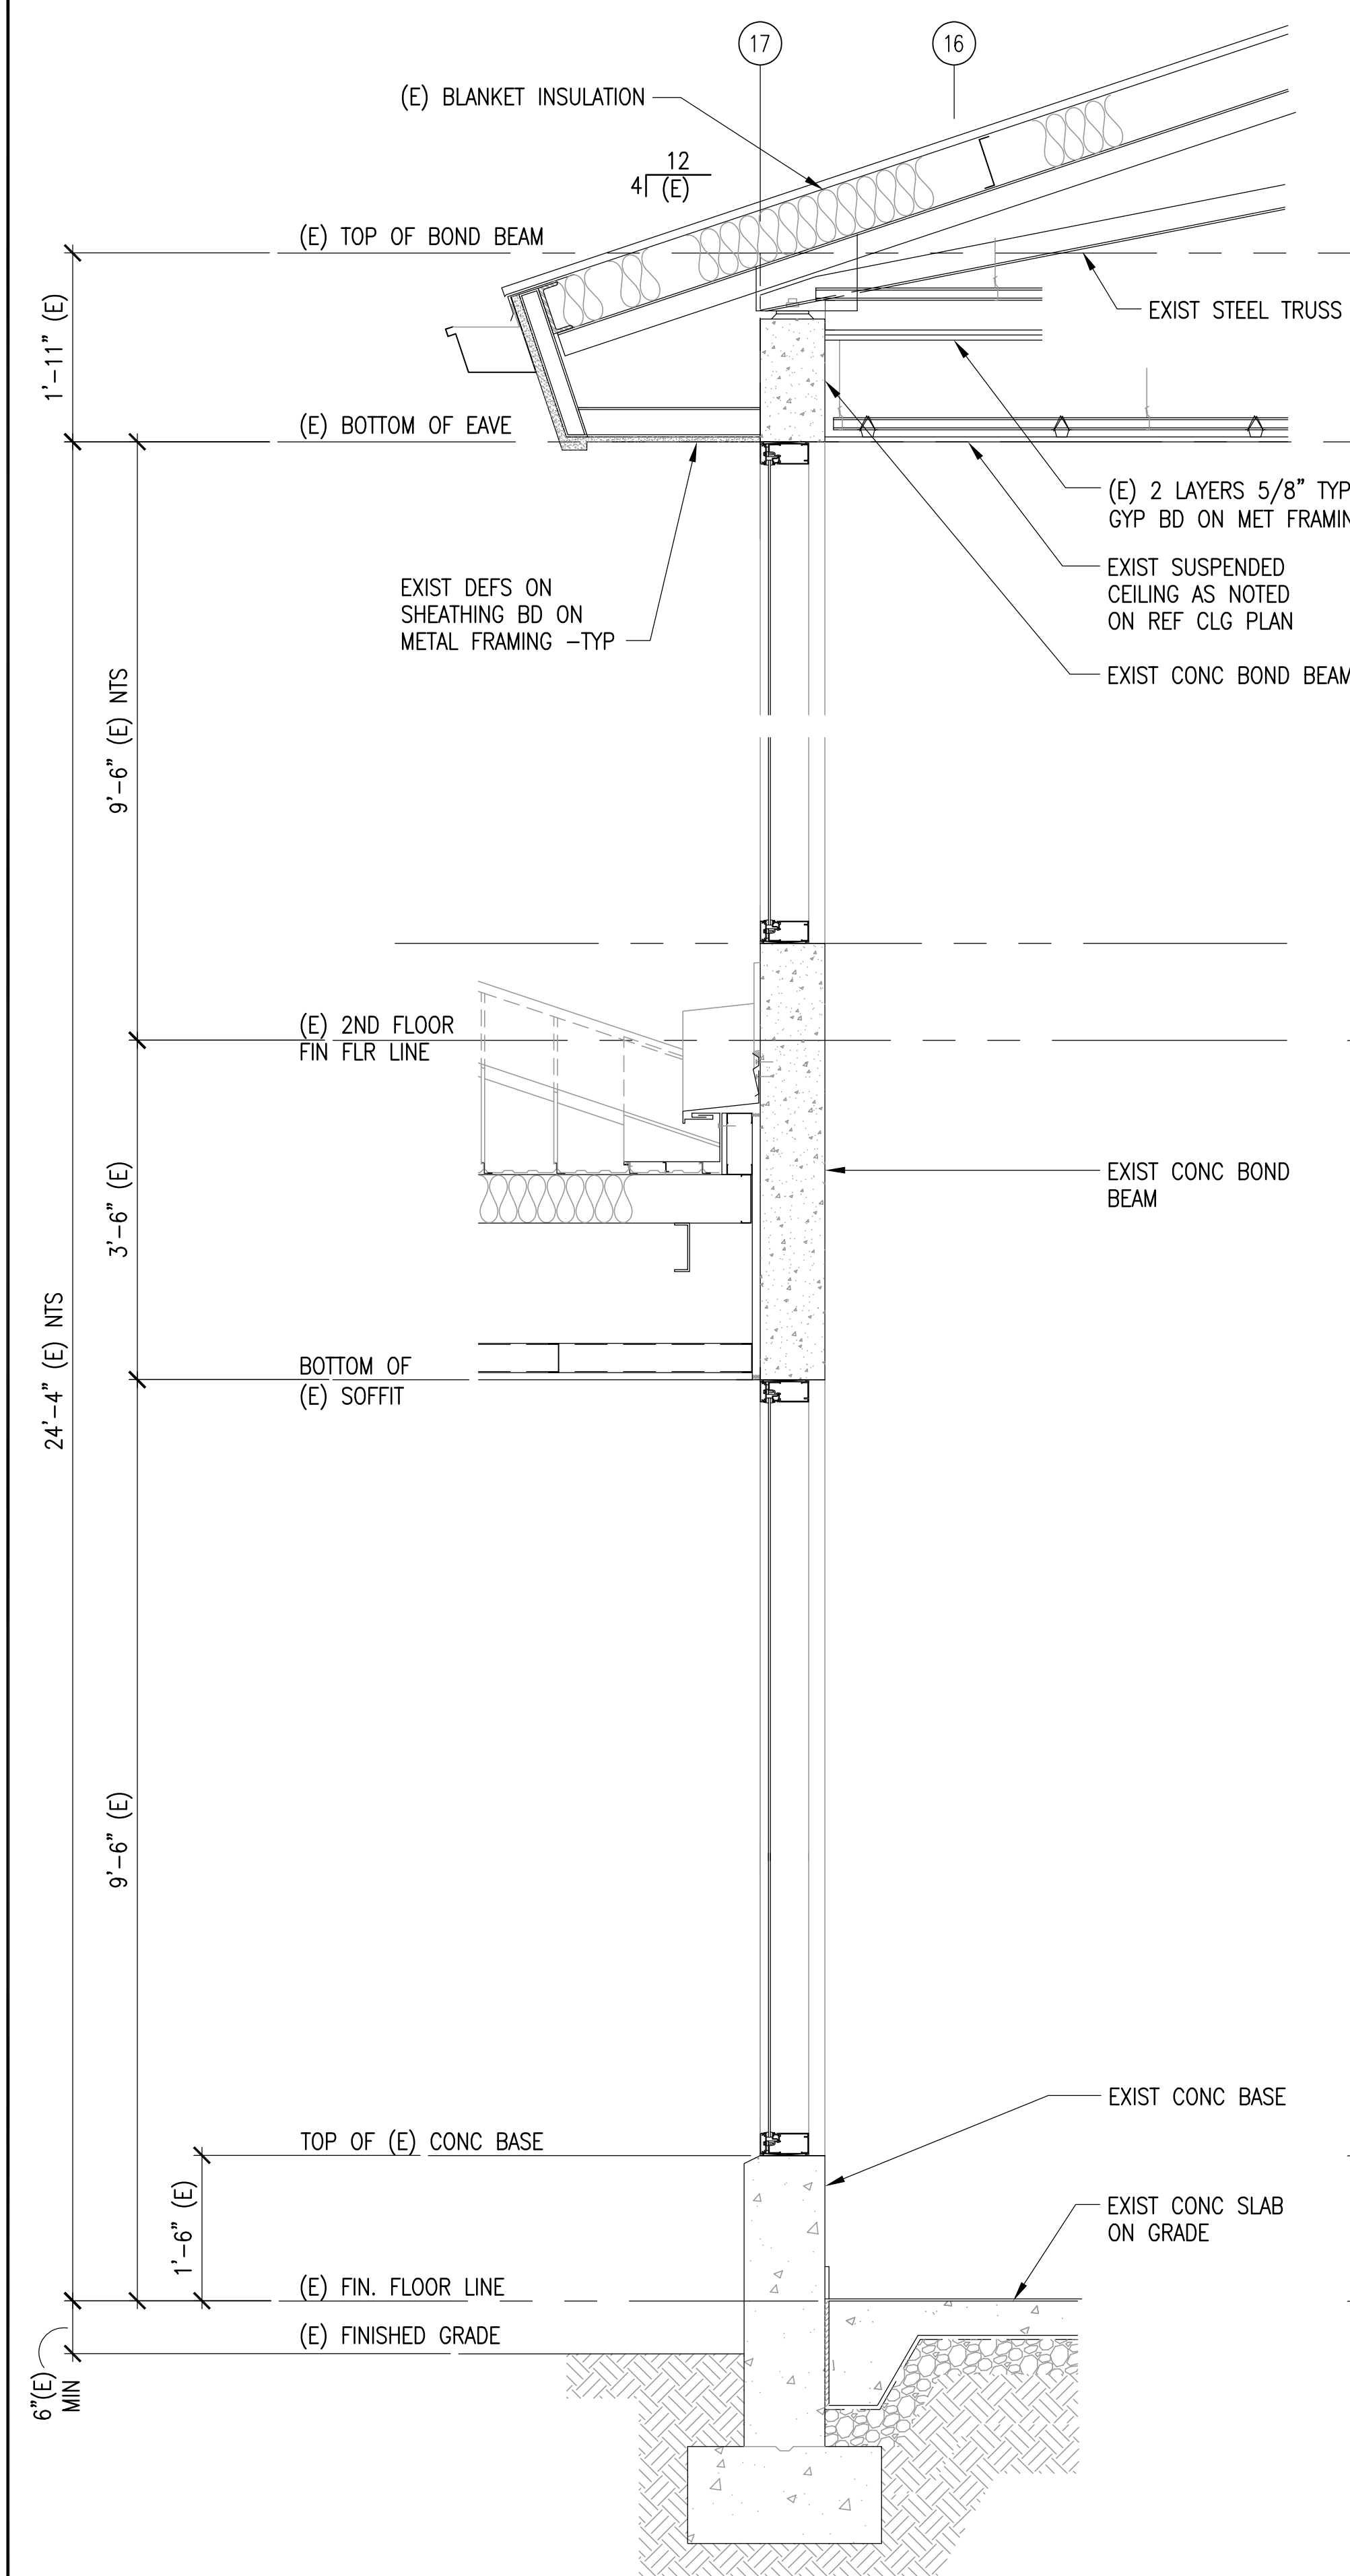 17
16
(E) BLANKET INSULATION
12
4
(E)
(E) TOP OF BOND BEAM
1'-11" (E)
EXIST STEEL TRUSS
(E) BOTTOM OF EAVE
(E) 2 LAYERS 5/8" TYP
GYP BD ON MET FRAMIN
EXIST DEFS ON
SHEATHING BD ON
METAL FRAMING -TYP
EXIST SUSPENDED
CEILING AS NOTED
ON REF CLG PLAN
EXIST CONC BOND BEAM
9'-6" (E) NTS
(E) 2ND FLOOR
FIN FLR LINE
3'-6" (E)
EXIST CONC BOND
BEAM
24'-4" (E) NTS
BOTTOM OF
(E) SOFFIT
9'-6" (E)
EXIST CONC BASE
TOP OF (E) CONC BASE
1'-6" (E)
EXIST CONC SLAB
ON GRADE
(E) FIN. FLOOR LINE
(E) FINISHED GRADE
6"(E)
MIN